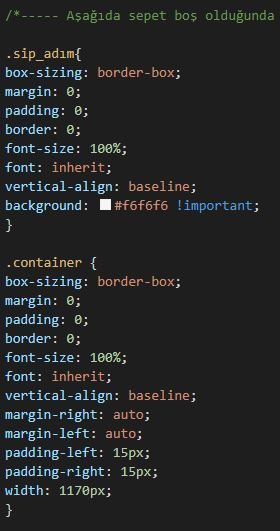 /*----- Aşağıda sepet boş olduğunda
.sip_adım{
box-sizing: border-box;
margin: 0;
padding: 0;
border: 0;
font-size: 100%;
font: inherit;
vertical-align: baseline;
background: #f6f6f6 !important;
}
.container {
box-sizing: border-box;
margin: 0;
padding: 0;
border: 0;
font-size: 100%;
font: inherit;
vertical-align: baseline;
margin-right: auto;
margin-left: auto;
padding-left: 15px;
padding-right: 15px;
width: 1170px;
}